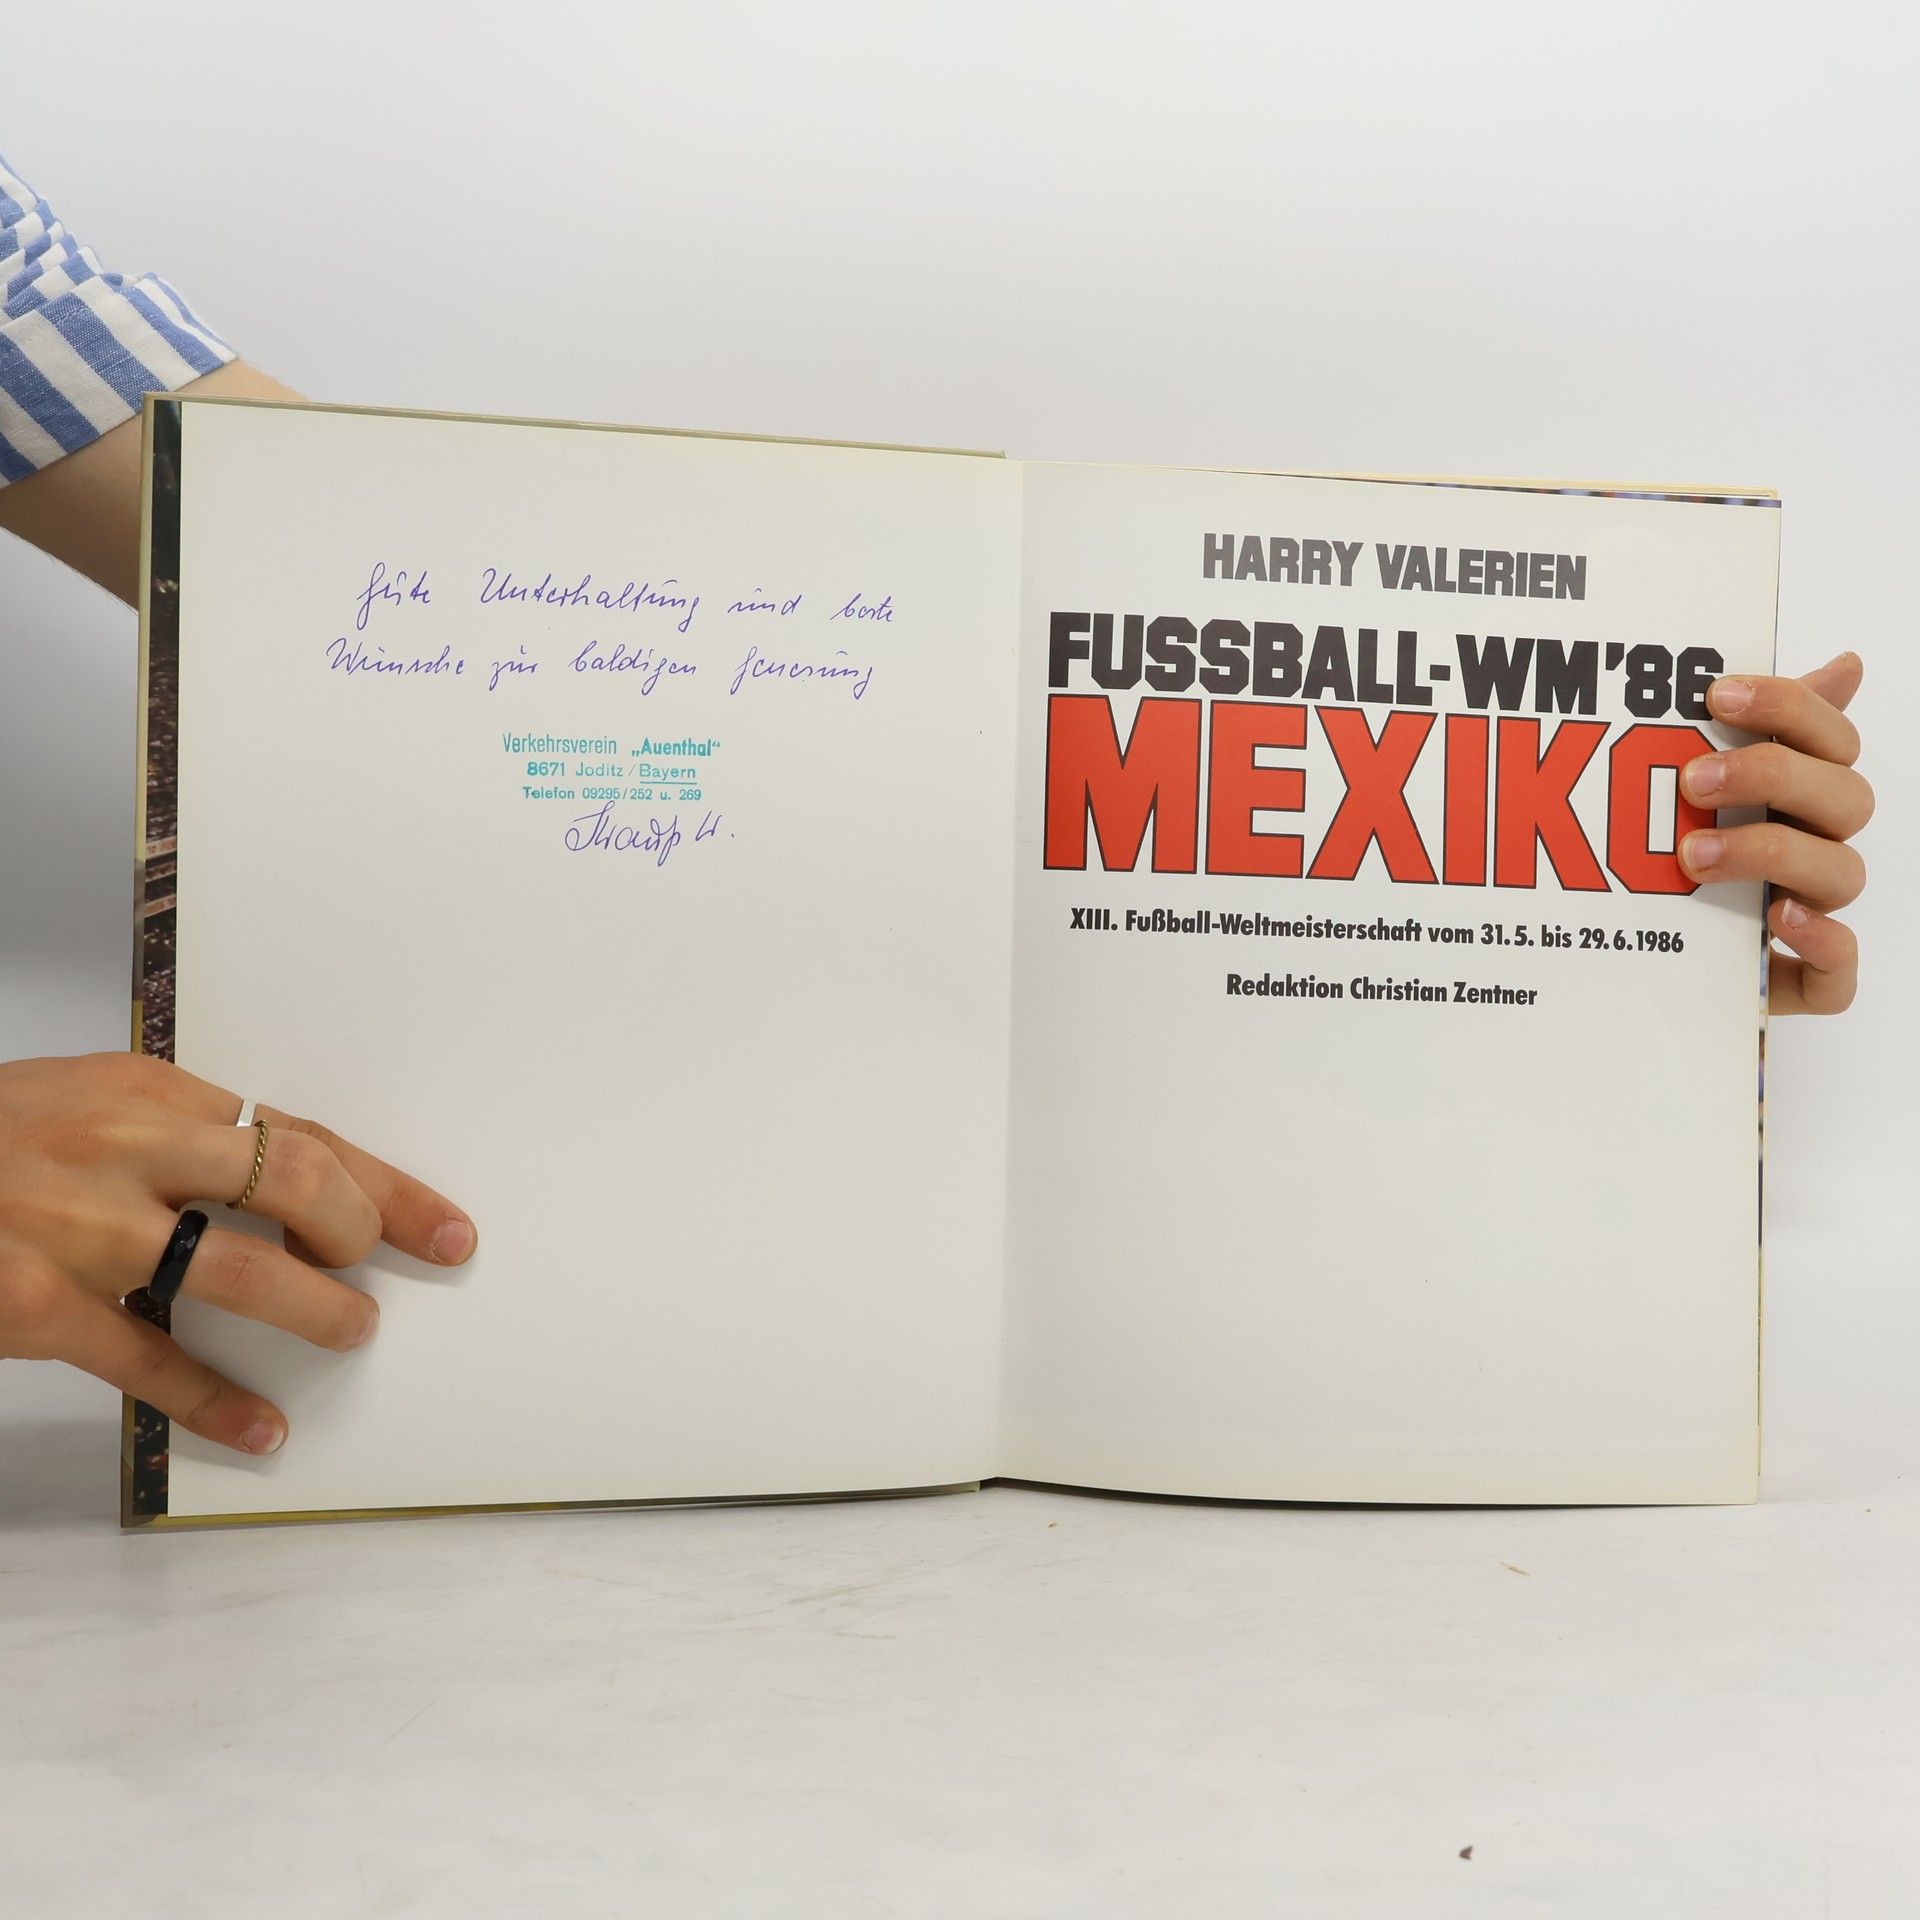 Gute Unterhaltung und beste
Wünsche zur baldigen Genesung
Verkehrsverein „Auenthal“
8671 Joditz / Bayern
Telefon 09295/252 u. 269
HARRY VALERIEN
FUSSBALL-WM'86
MEXIKO
XIII. Fußball-Weltmeisterschaft vom 31.5. bis 29.6.1986
Redaktion Christian Zentner